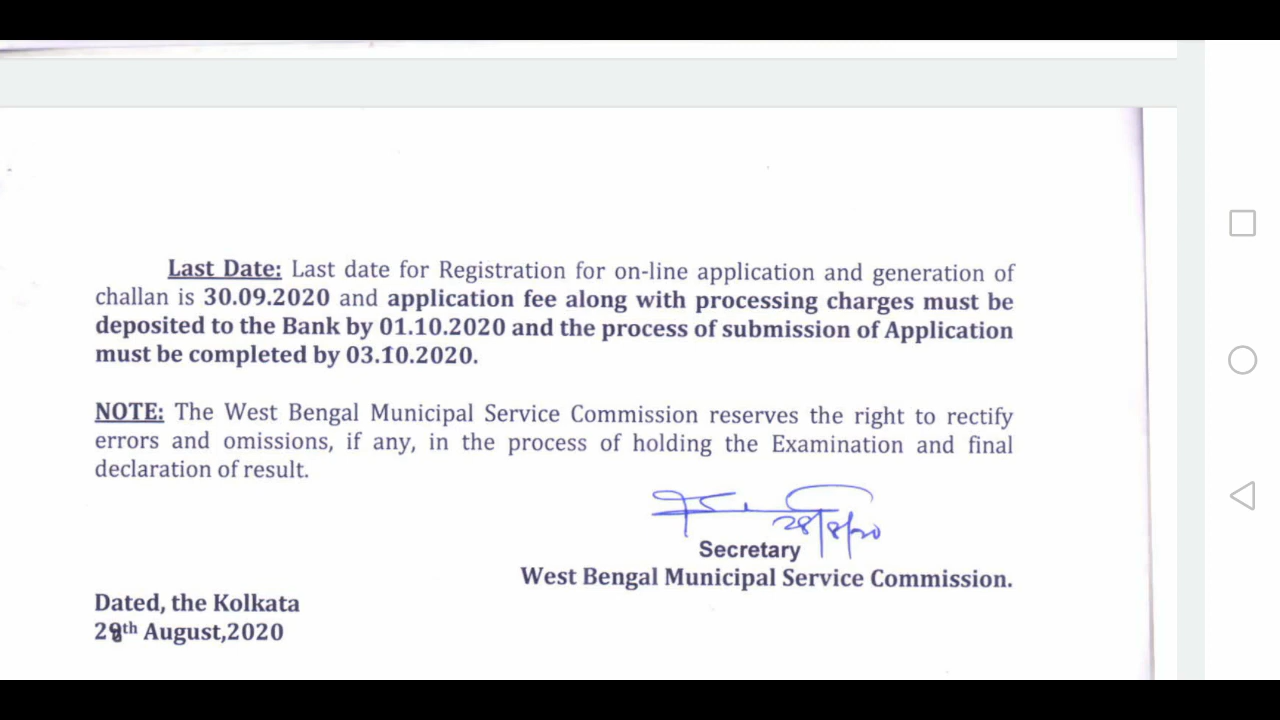 Last Date: Last date for Registration for on-line application and generation of
challan is 30.09.2020 and application fee along with processing charges must be
deposited to the Bank by 01.10.2020 and the process of submission of Application
must be completed by 03.10.2020.
NOTE: The West Bengal Municipal Service Commission reserves the right to rectify
errors and omissions, if any, in the process of holding the Examination and final
declaration of result.
28/8/20
Secretary
West Bengal Municipal Service Commission.
Dated, the Kolkata
28th August,2020